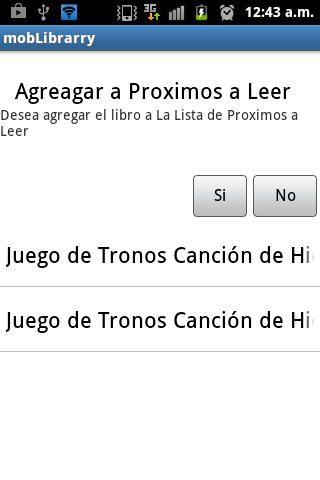 3G
12:43 a.m.
mobLibrarry
Agreagar a Proximos a Leer
Desea agregar el libro a La Lista de Proximos a
Leer
Si
No
Juego de Tronos Canción de Hi
Juego de Tronos Canción de Hi